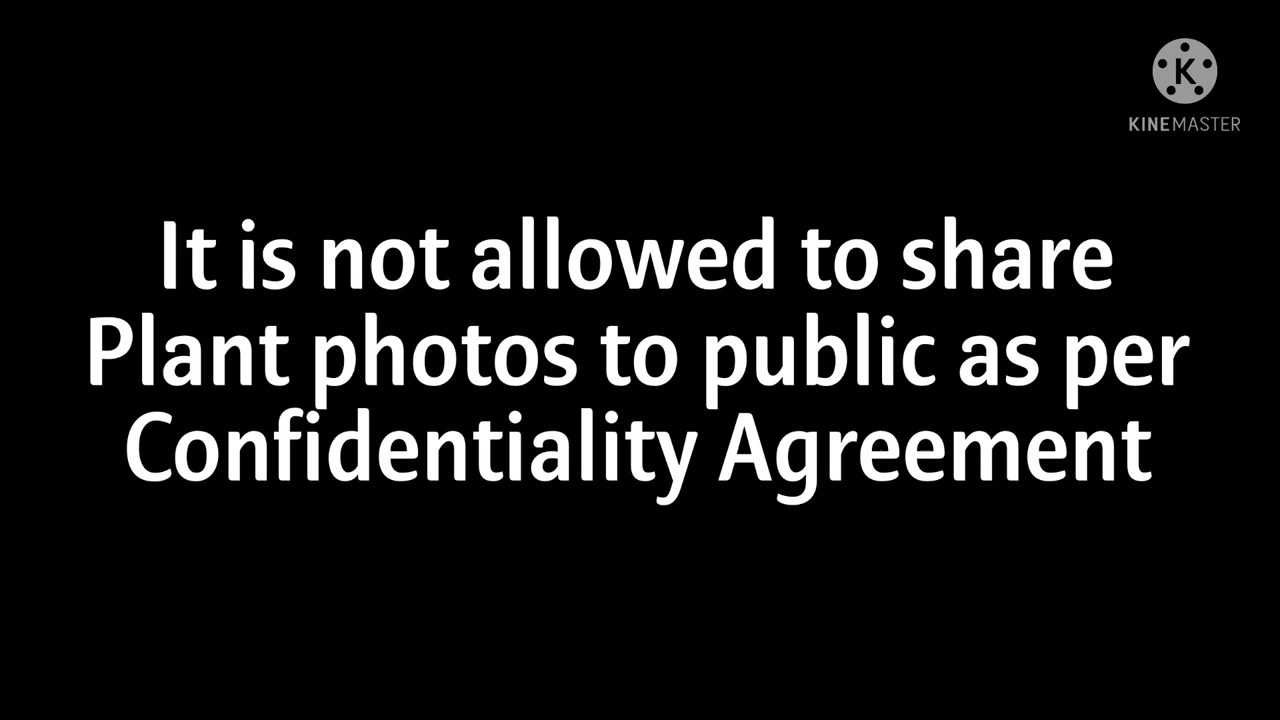 K
KINEMASTER
It is not allowed to share
Plant photos to public as per
Confidentiality Agreement